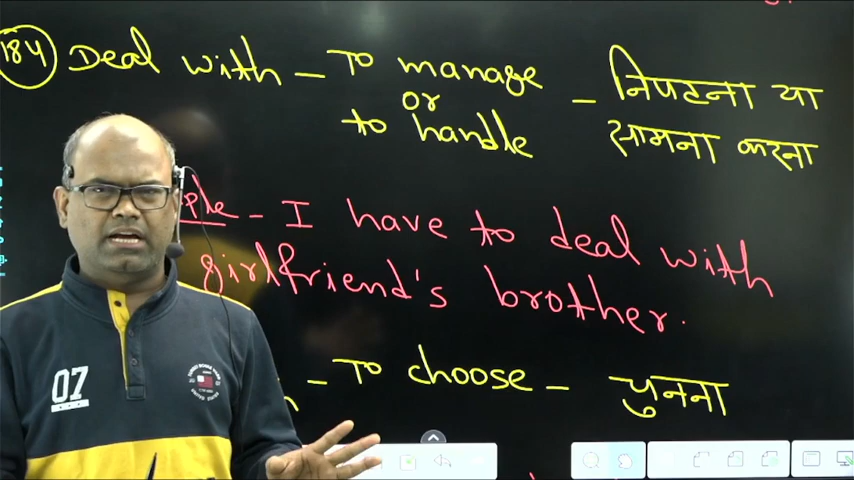 184 Deal with - To manage - निपटना या
or
to handle सामना करना
ple - I have to deal with
girlfriend's brother.
- To choose - चुनना
07